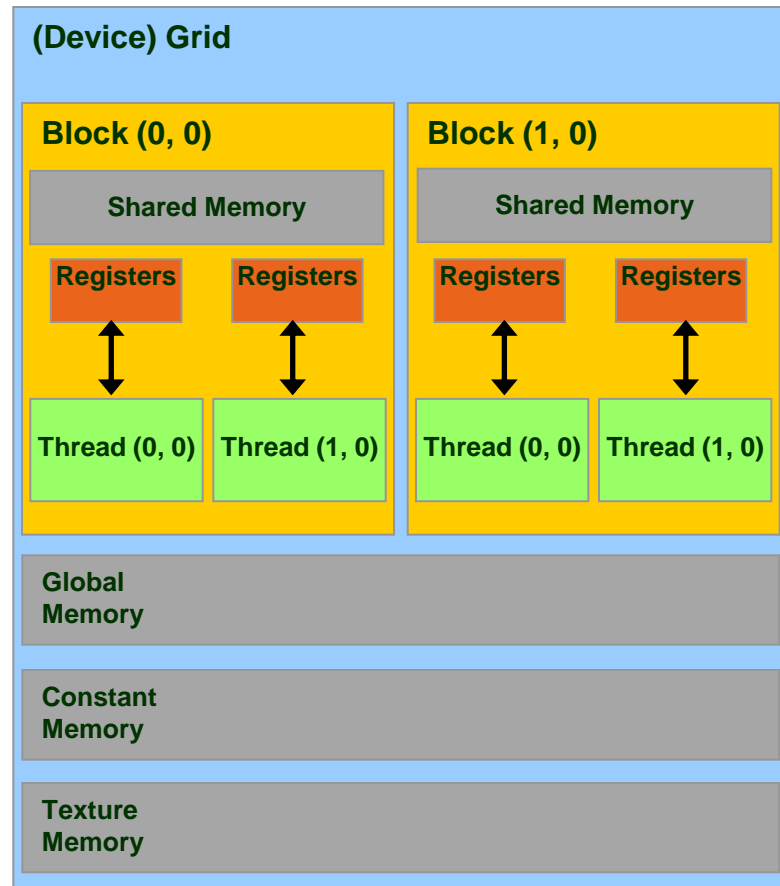 (Device) Grid
Block (0, 0)
Shared Memory
Registers Registers
Thread (0, 0) Thread (1, 0)
Block (1, 0)
Shared Memory
Registers Registers
Thread (0, 0) Thread (1, 0)
Global
Memory
Constant
Memory
Texture
Memory